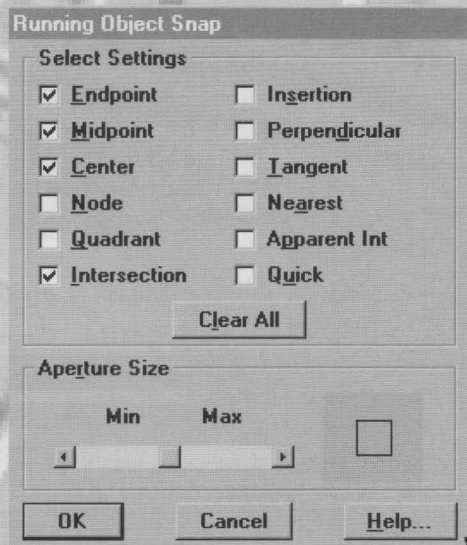 Running Object Snap
Select Settings
Endpoint
Insertion
Midpoint
Perpendicular
Center
Tangent
Node
Nearest
Quadrant
Apparent Int
Intersection
Quick
Clear All
Aperture Size
Min Max
OK Cancel Help...